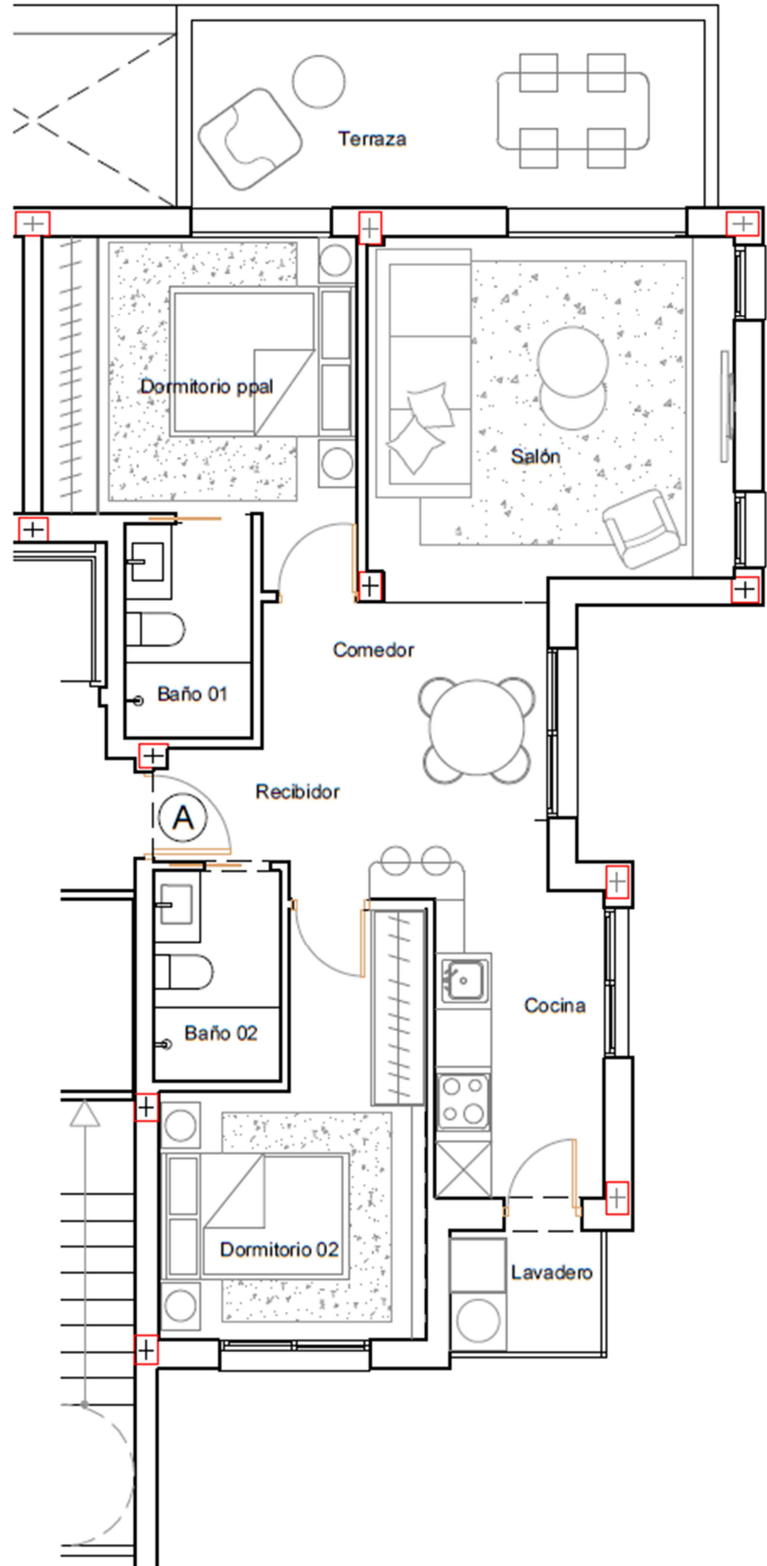 Terraza
Dormitorio ppal
Salón
Comedor
Baño 01
Recibidor
A
Cocina
Baño 02
Dormitorio 02
Lavadero